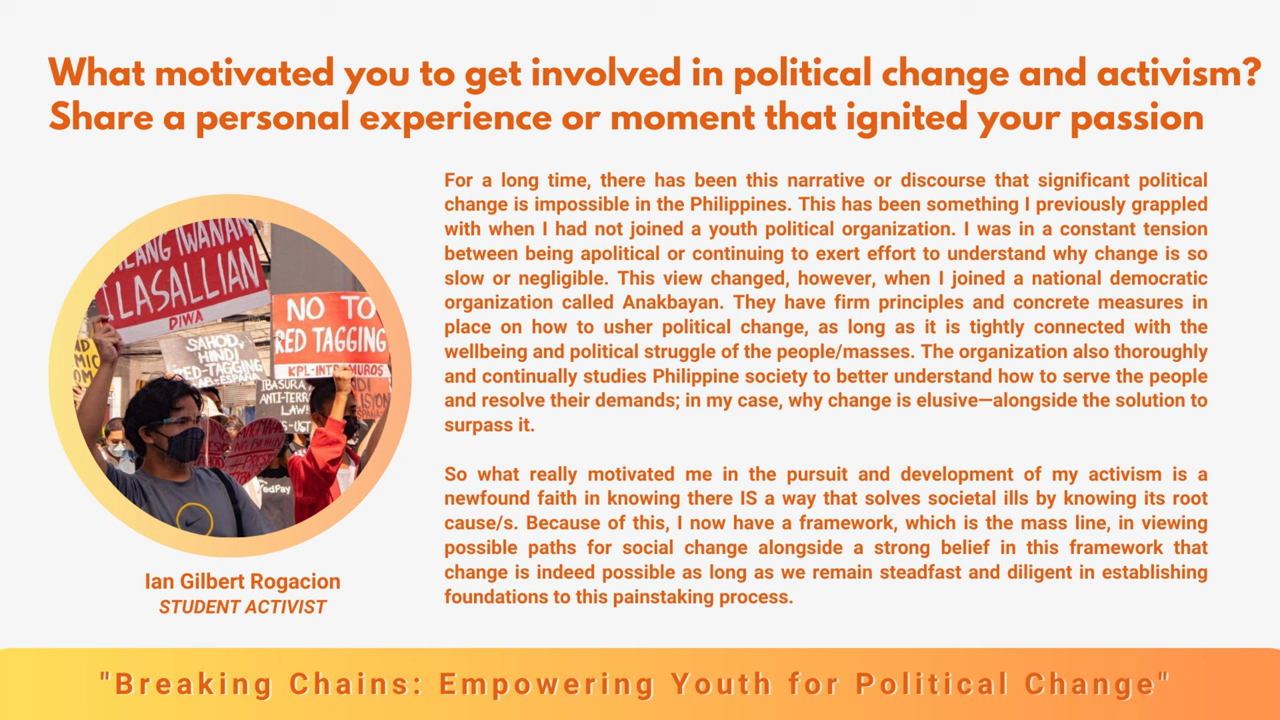 What motivated you to get involved in political change and activism?
Share a personal experience or moment that ignited your passion
For a long time, there has been this narrative or discourse that significant political
change is impossible in the Philippines. This has been something I previously grappled
with when I had not joined a youth political organization. I was in a constant tension
between being apolitical or continuing to exert effort to understand why change is so
slow or negligible. This view changed, however, when I joined a national democratic
organization called Anakbayan. They have firm principles and concrete measures in
place on how to usher political change, as long as it is tightly connected with the
wellbeing and political struggle of the people/masses. The organization also thoroughly
and continually studies Philippine society to better understand how to serve the people
and resolve their demands; in my case, why change is elusive—alongside the solution to
surpass it.
So what really motivated me in the pursuit and development of my activism is a
newfound faith in knowing there IS a way that solves societal ills by knowing its root
cause/s. Because of this, I now have a framework, which is the mass line, in viewing
possible paths for social change alongside a strong belief in this framework that
change is indeed possible as long as we remain steadfast and diligent in establishing
foundations to this painstaking process.
LANG IWANAN
LASALLIAN
DIWA
NO TO
RED TAGGING
SAHOD,
HINDI
RED-TAGGING
IBASURA
ANTI-TERR
LAW!
S-UST
Ian Gilbert Rogacion
STUDENT ACTIVIST
"Breaking Chains: Empowering Youth for Political Change"